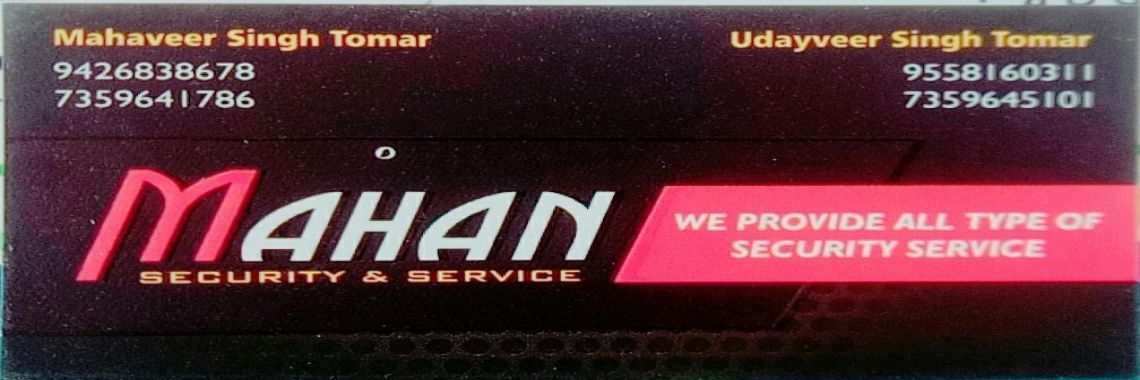 Mahaveer Singh Tomar
9426838678
7359641786
Udayveer Singh Tomar
9558160311
7359645101
MAHAN
SECURITY & SERVICE
WE PROVIDE ALL TYPE OF
SECURITY SERVICE